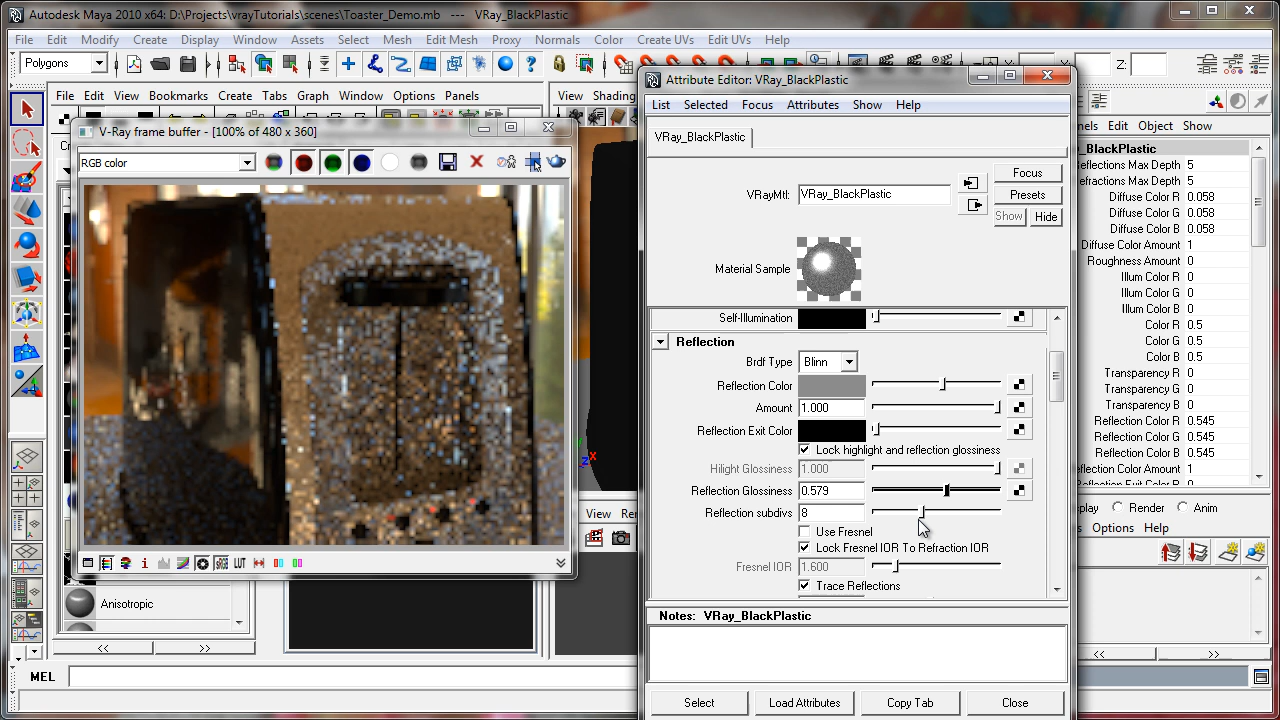 Autodesk Maya 2010 x64: D:\Projects\vrayTutorials\scenes\Toaster_Demo.mb --- VRay_BlackPlastic
File Edit Modify Create Display Window Assets Select Mesh Edit Mesh Proxy Normals Color Create UVs Edit UVs Help
Polygons
Z:
File Edit View Bookmarks Create Tabs Graph Window Options Panels
View Shading
V-Ray frame buffer - [100% of 480 x 360]
RGB color
sRGB LUT
Anisotropic
<< >>
View
MEL
Attribute Editor: VRay_BlackPlastic
List Selected Focus Attributes Show Help
VRay_BlackPlastic
VRayMtl: VRay_BlackPlastic
Focus
Presets
Show Hide
Material Sample
Self-Illumination
Reflection
Brdf Type Blinn
Reflection Color
Amount 1.000
Reflection Exit Color
Lock highlight and reflection glossiness
Hilight Glossiness 1.000
Reflection Glossiness 0.579
Reflection subdivs 8
Use Fresnel
Lock Fresnel IOR To Refraction IOR
Fresnel IOR 1.600
Trace Reflections
Notes: VRay_BlackPlastic
Select Load Attributes Copy Tab Close
nels Edit Object Show
_BlackPlastic
eflections Max Depth 5
efractions Max Depth 5
Diffuse Color R 0.058
Diffuse Color G 0.058
Diffuse Color B 0.058
Diffuse Color Amount 1
Roughness Amount 0
Illum Color R 0
Illum Color G 0
Illum Color B 0
Color R 0.5
Color G 0.5
Color B 0.5
Transparency R 0
Transparency G 0
Transparency B 0
Reflection Color R 0.545
Reflection Color G 0.545
Reflection Color B 0.545
eflection Color Amount 1
Render Anim
Options Help
<< >>